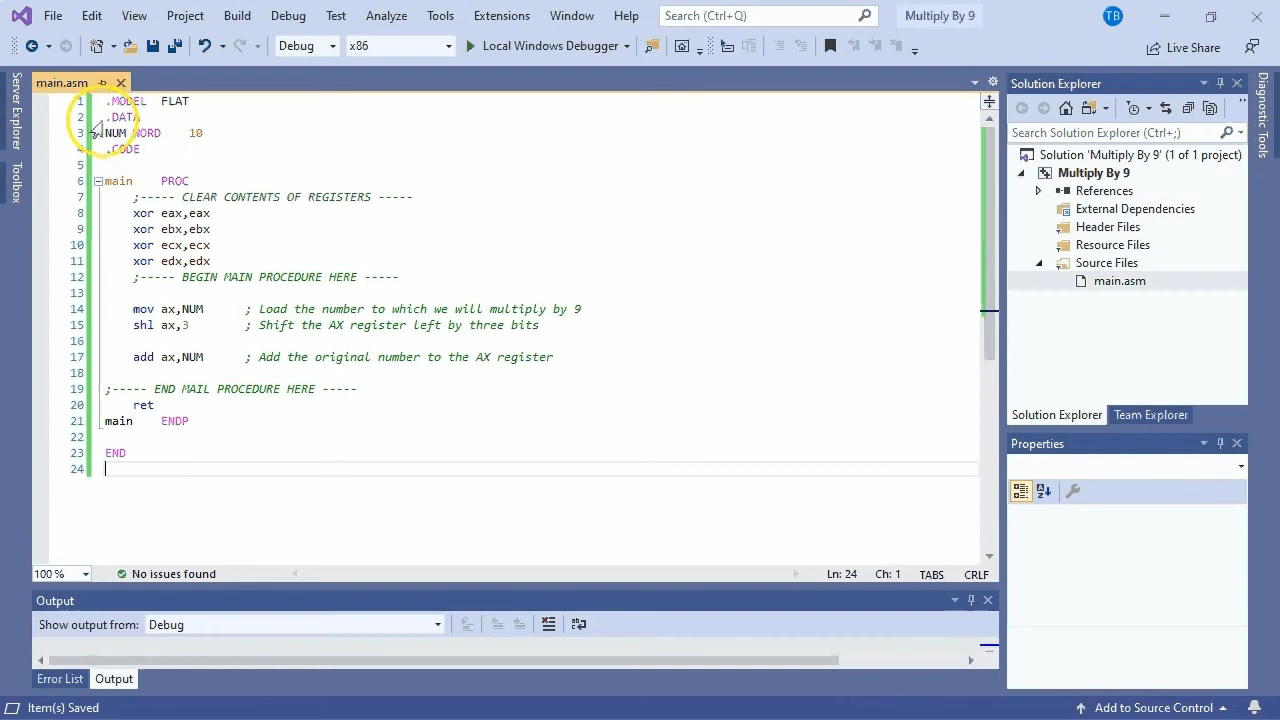 File Edit View Project Build Debug Test Analyze Tools Extensions Window Help Search (Ctrl+Q) Multiply By 9 TB
Debug x86 Local Windows Debugger Live Share
Server Explorer
Toolbox
main.asm
1 .MODEL FLAT
2 .DATA
3 NUM WORD 10
4 .CODE
5
6 main PROC
7 ;----- CLEAR CONTENTS OF REGISTERS -----
8 xor eax,eax
9 xor ebx,ebx
10 xor ecx,ecx
11 xor edx,edx
12 ;----- BEGIN MAIN PROCEDURE HERE -----
13
14 mov ax,NUM ; Load the number to which we will multiply by 9
15 shl ax,3 ; Shift the AX register left by three bits
16
17 add ax,NUM ; Add the original number to the AX register
18
19 ;----- END MAIL PROCEDURE HERE -----
20 ret
21 main ENDP
22
23 END
24
100 % No issues found Ln: 24 Ch: 1 TABS CRLF
Output
Show output from: Debug
Error List Output
Solution Explorer
Search Solution Explorer (Ctrl+;)
Solution 'Multiply By 9' (1 of 1 project)
Multiply By 9
References
External Dependencies
Header Files
Resource Files
Source Files
main.asm
Solution Explorer Team Explorer
Properties
Diagnostic Tools
Item(s) Saved Add to Source Control